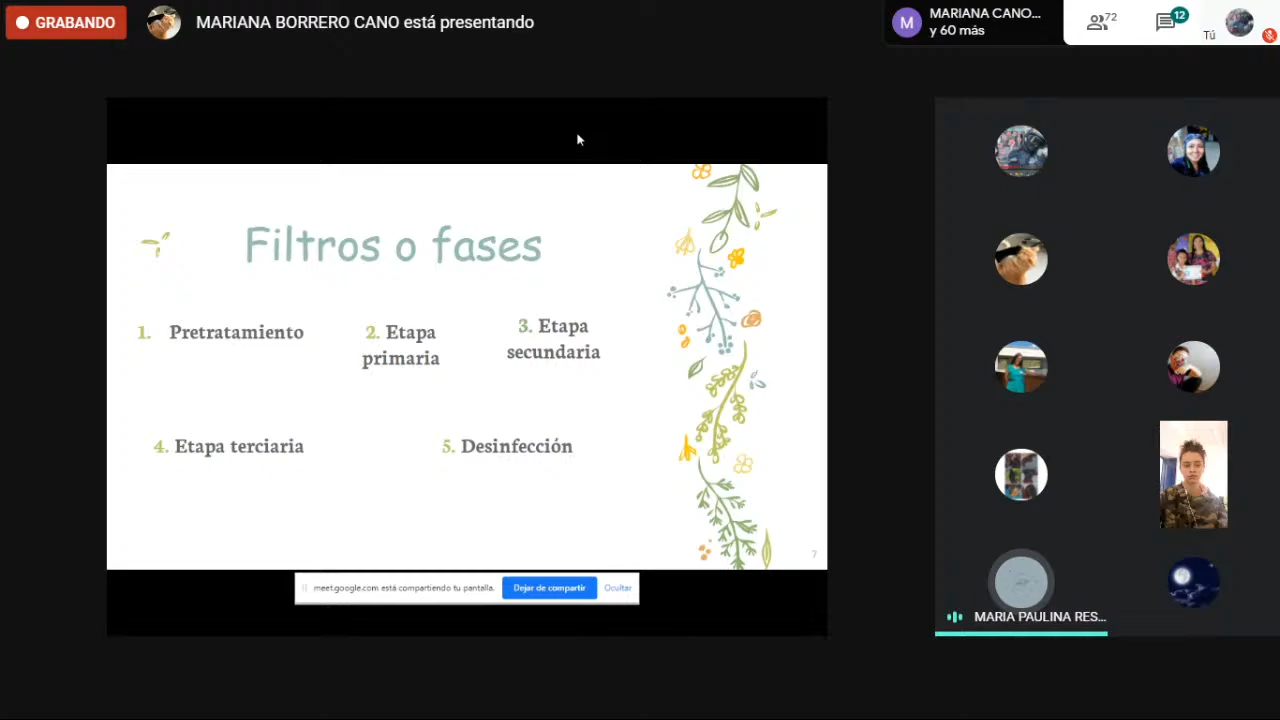 GRABANDO
MARIANA BORRERO CANO está presentando
M
MARIANA CANO...
y 60 más
72
12
Tú
Filtros o fases
1. Pretratamiento
2. Etapa
primaria
3. Etapa
secundaria
4. Etapa terciaria
5. Desinfección
7
meet.google.com está compartiendo tu pantalla.
Dejar de compartir
Ocultar
MARIA PAULINA RES...